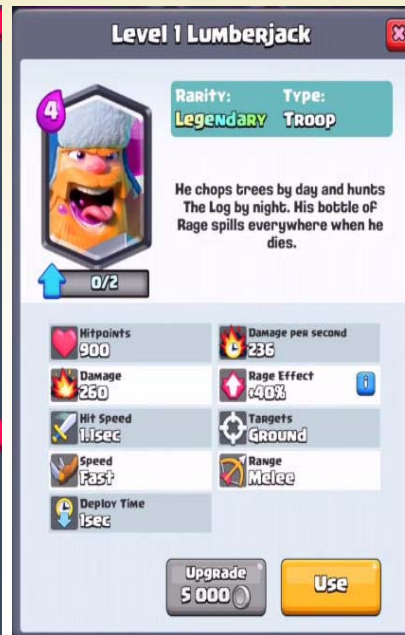 Level 1 Lumberjack
4
Rarity:
Legendary
Type:
Troop
He chops trees by day and hunts
The Log by night. His bottle of
Rage spills everywhere when he
dies.
0/2
Hitpoints
900
Damage per second
236
Damage
260
Rage Effect
+40%
i
Hit Speed
1.1sec
Targets
Ground
Speed
Fast
Range
Melee
Deploy Time
1sec
Upgrade
5 000
Use